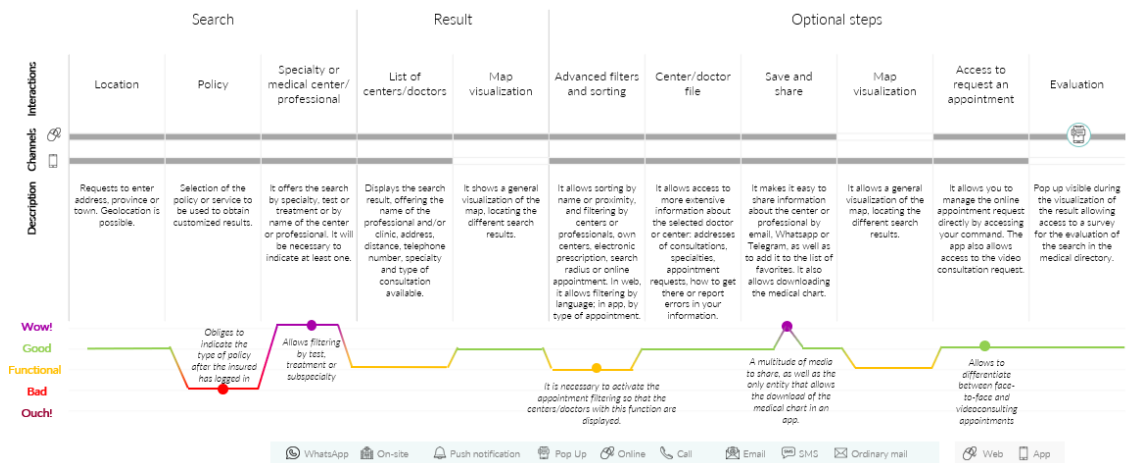 Search
Result
Optional steps
Interactions
Location
Policy
Specialty or
medical center/
professional
List of
centers/doctors
Map
visualization
Advanced filters
and sorting
Center/doctor
file
Save and
share
Map
visualization
Access to
request an
appointment
Evaluation
Channels
Description
Requests to enter
address, province or
town. Geolocation is
possible.
Selection of the
policy or service to
be used to obtain
customized results.
It offers the search
by specialty, test or
treatment or by
name of the center
or professional. It will
be necessary to
indicate at least one.
Displays the search
result, offering the
name of the
professional and/or
clinic, address,
distance, telephone
number, specialty
and type of
consultation
available.
It shows a general
visualization of the
map, locating the
different search
results.
It allows sorting by
name or proximity,
and filtering by
centers or
professionals, own
centers, electronic
prescription, search
radius or online
appointment. In web,
it allows filtering by
language; in app, by
type of appointment.
It allows access to
more extensive
information about
the selected doctor
or center: addresses
of consultations,
specialties,
appointment
requests, how to get
there or report
errors in your
information.
It makes it easy to
share information
about the center or
professional by
email, Whatsapp or
Telegram, as well as
to add it to the list of
favorites. It also
allows downloading
the medical chart.
It allows a general
visualization of the
map, locating the
different search
results.
It allows you to
manage the online
appointment request
directly by accessing
your command. The
app also allows
access to the video
consultation request.
Pop up visible during
the visualization of
the result allowing
access to a survey
for the evaluation of
the search in the
medical directory.
Wow!
Good
Functional
Bad
Ouch!
Obliges to
indicate the
type of policy
after the insured
has logged in
Allows filtering
by test,
treatment or
subspecialty
It is necessary to activate the
appointment filtering so that the
centers/doctors with this function are
displayed.
A multitude of media
to share, as well as the
only entity that allows
the download of the
medical chart in an
app.
Allows to
differentiate
between face-
to-face and
videoconsulting
appointments
WhatsApp
On-site
Push notification
Pop Up
Online
Call
Email
SMS
Ordinary mail
Web
App